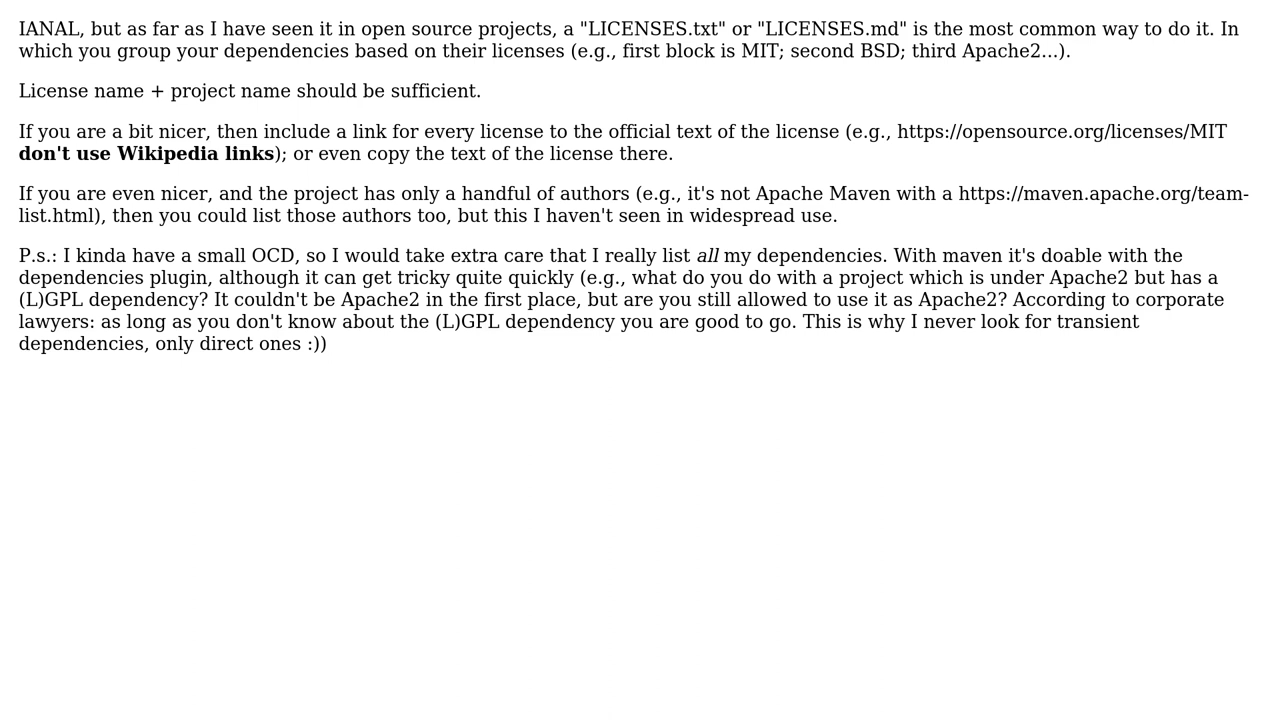 IANAL, but as far as I have seen it in open source projects, a "LICENSES.txt" or "LICENSES.md" is the most common way to do it. In
which you group your dependencies based on their licenses (e.g., first block is MIT; second BSD; third Apache2...).
License name + project name should be sufficient.
If you are a bit nicer, then include a link for every license to the official text of the license (e.g., https://opensource.org/licenses/MIT
don't use Wikipedia links); or even copy the text of the license there.
If you are even nicer, and the project has only a handful of authors (e.g., it's not Apache Maven with a https://maven.apache.org/team-
list.html), then you could list those authors too, but this I haven't seen in widespread use.
P.s.: I kinda have a small OCD, so I would take extra care that I really list all my dependencies. With maven it's doable with the
dependencies plugin, although it can get tricky quite quickly (e.g., what do you do with a project which is under Apache2 but has a
(L)GPL dependency? It couldn't be Apache2 in the first place, but are you still allowed to use it as Apache2? According to corporate
lawyers: as long as you don't know about the (L)GPL dependency you are good to go. This is why I never look for transient
dependencies, only direct ones :))